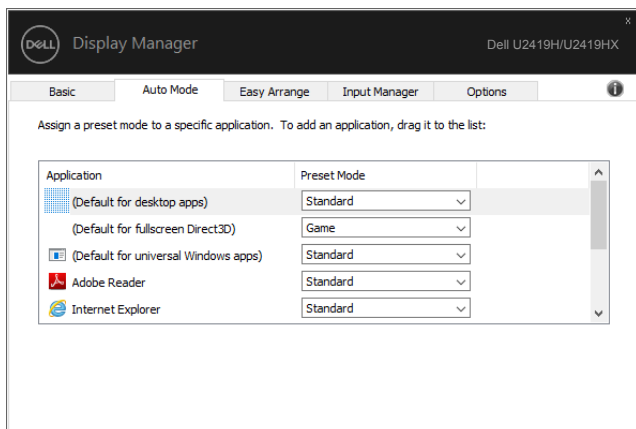 x
DELL Display Manager Dell U2419H/U2419HX
Basic Auto Mode Easy Arrange Input Manager Options i
Assign a preset mode to a specific application. To add an application, drag it to the list:
Application Preset Mode
(Default for desktop apps) Standard
(Default for fullscreen Direct3D) Game
(Default for universal Windows apps) Standard
Adobe Reader Standard
Internet Explorer Standard